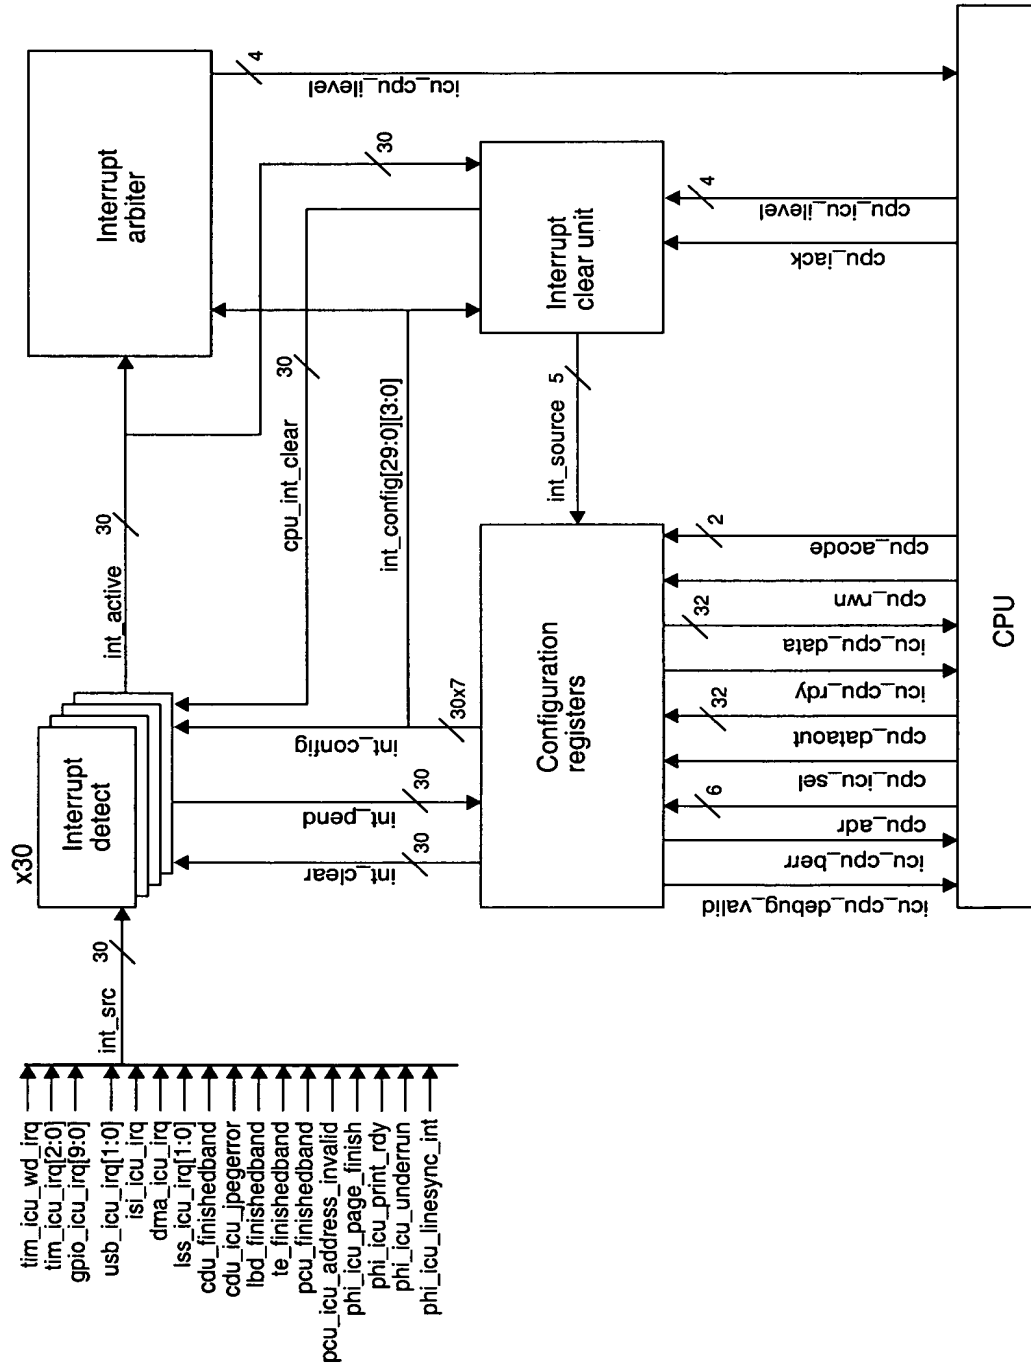 x30
Interrupt
detect
Interrupt
arbiter
Interrupt
clear unit
Configuration
registers
CPU
int_src
30
int_active
30
30
cpu_int_clear
30
int_config[29:0][3:0]
int_source
5
int_config
30x7
int_pend
30
int_clear
30
icu_cpu_ilevel
4
cpu_icu_ilevel
4
cpu_iack
cpu_acode
2
cpu_rwn
icu_cpu_data
32
icu_cpu_rdy
cpu_dataout
32
cpu_icu_sel
cpu_adr
6
icu_cpu_berr
icu_cpu_debug_valid
tim_icu_wd_irq
tim_icu_irq[2:0]
gpio_icu_irq[9:0]
usb_icu_irq[1:0]
isi_icu_irq
dma_icu_irq
lss_icu_irq[1:0]
cdu_finishedband
cdu_icu_jpegerror
lbd_finishedband
te_finishedband
pcu_finishedband
pcu_icu_address_invalid
phi_icu_page_finish
phi_icu_print_rdy
phi_icu_underrun
phi_icu_linesync_int